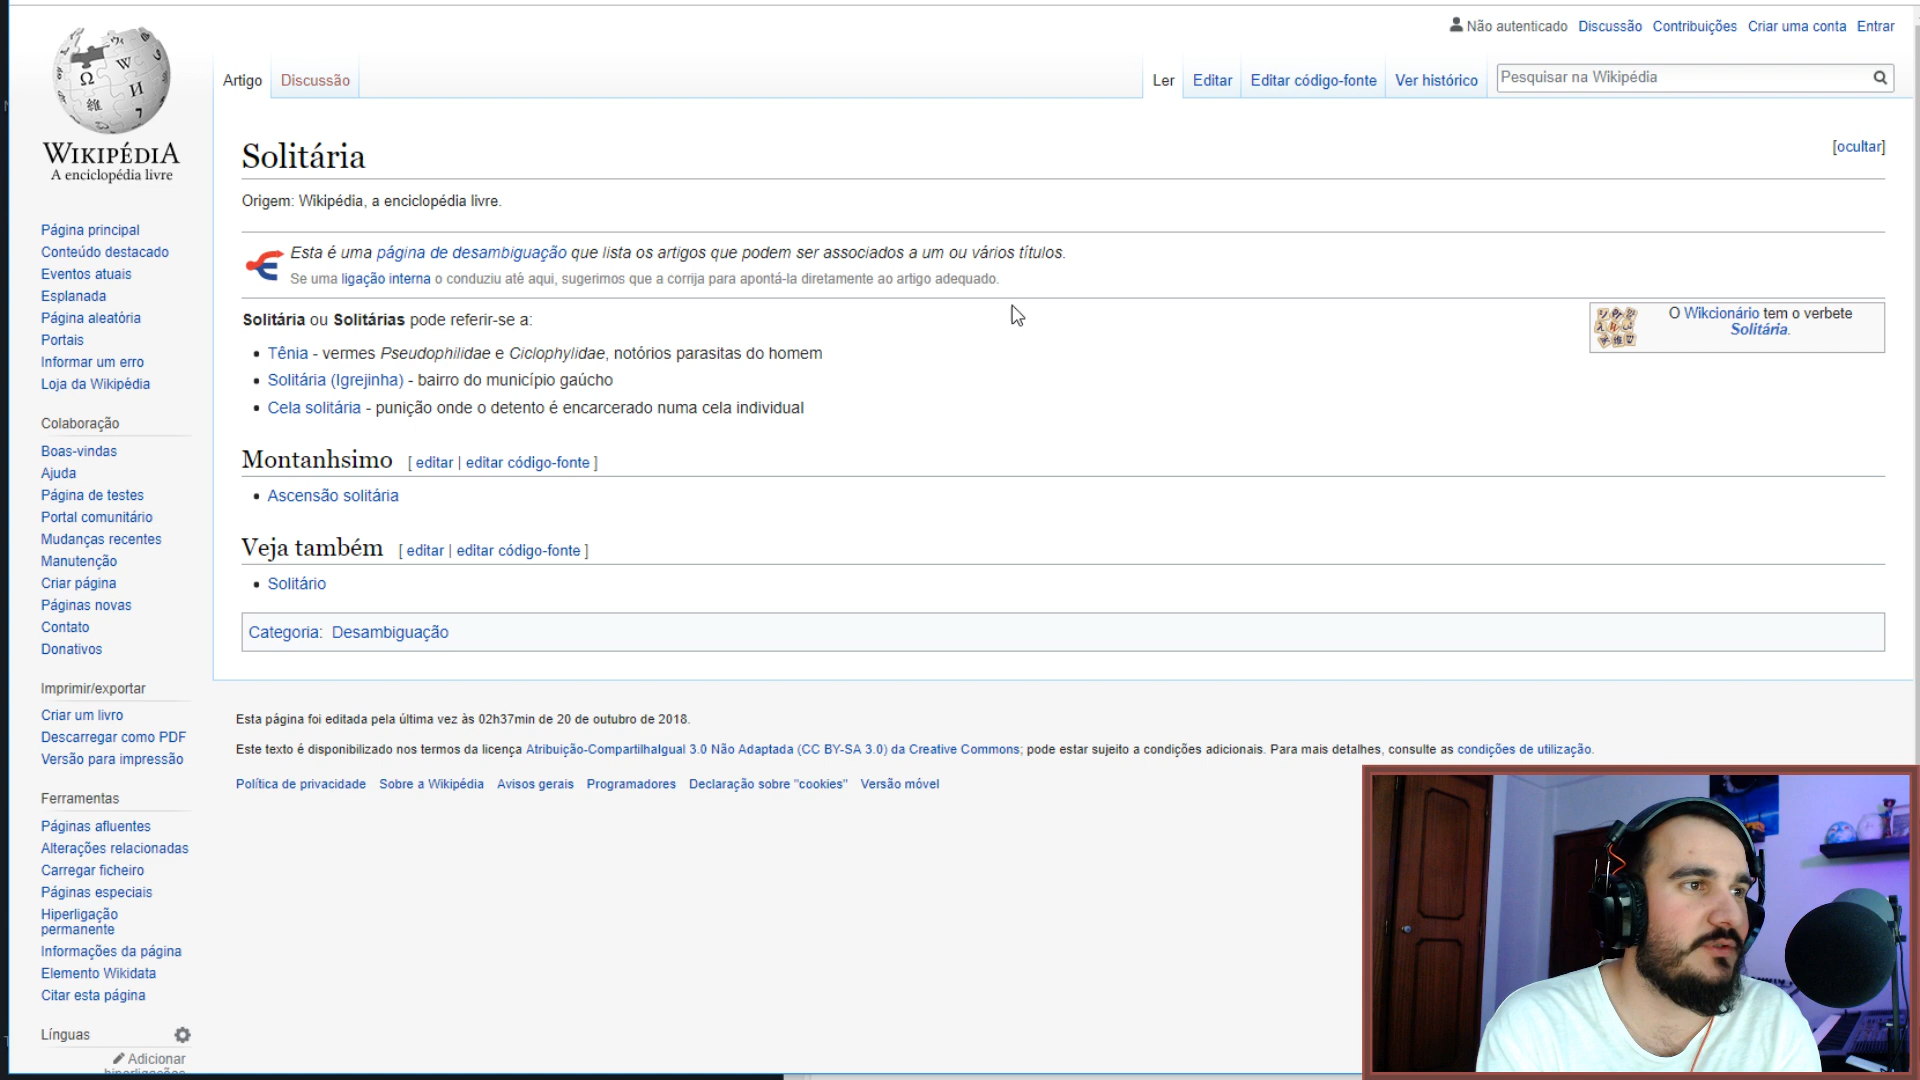 Não autenticado Discussão Contribuições Criar uma conta Entrar
Artigo Discussão Ler Editar Editar código-fonte Ver histórico Pesquisar na Wikipédia
WIKIPÉDIA
A enciclopédia livre
Solitária
[ocultar]
Origem: Wikipédia, a enciclopédia livre.
Esta é uma página de desambiguação que lista os artigos que podem ser associados a um ou vários títulos.
Se uma ligação interna o conduziu até aqui, sugerimos que a corrija para apontá-la diretamente ao artigo adequado.
Solitária ou Solitárias pode referir-se a:
O Wikcionário tem o verbete
Solitária.
• Tênia - vermes Pseudophilidae e Ciclophylidae, notórios parasitas do homem
• Solitária (Igrejinha) - bairro do município gaúcho
• Cela solitária - punição onde o detento é encarcerado numa cela individual
Montanhsimo [ editar | editar código-fonte ]
• Ascensão solitária
Veja também [ editar | editar código-fonte ]
• Solitário
Categoria: Desambiguação
Esta página foi editada pela última vez às 02h37min de 20 de outubro de 2018.
Este texto é disponibilizado nos termos da licença Atribuição-CompartilhaIgual 3.0 Não Adaptada (CC BY-SA 3.0) da Creative Commons; pode estar sujeito a condições adicionais. Para mais detalhes, consulte as condições de utilização.
Política de privacidade Sobre a Wikipédia Avisos gerais Programadores Declaração sobre "cookies" Versão móvel
Página principal
Conteúdo destacado
Eventos atuais
Esplanada
Página aleatória
Portais
Informar um erro
Loja da Wikipédia
Colaboração
Boas-vindas
Ajuda
Página de testes
Portal comunitário
Mudanças recentes
Manutenção
Criar página
Páginas novas
Contato
Donativos
Imprimir/exportar
Criar um livro
Descarregar como PDF
Versão para impressão
Ferramentas
Páginas afluentes
Alterações relacionadas
Carregar ficheiro
Páginas especiais
Hiperligação
permanente
Informações da página
Elemento Wikidata
Citar esta página
Línguas
Adicionar
hiperligações